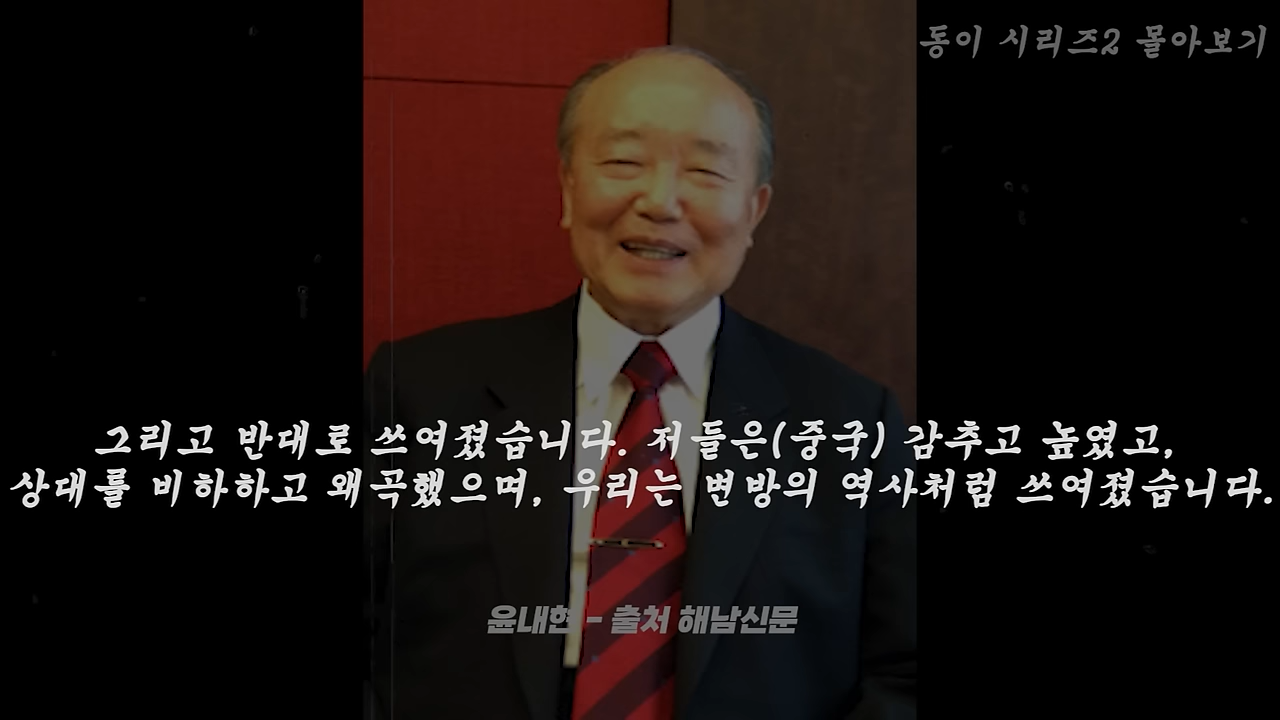 동이 시리즈2 몰아보기
그리고 반대로 쓰여졌습니다. 저들은(중국) 감추고 높였고,
상대를 비하하고 왜곡했으며, 우리는 변방의 역사처럼 쓰여졌습니다.
윤내현 - 출처 해남신문